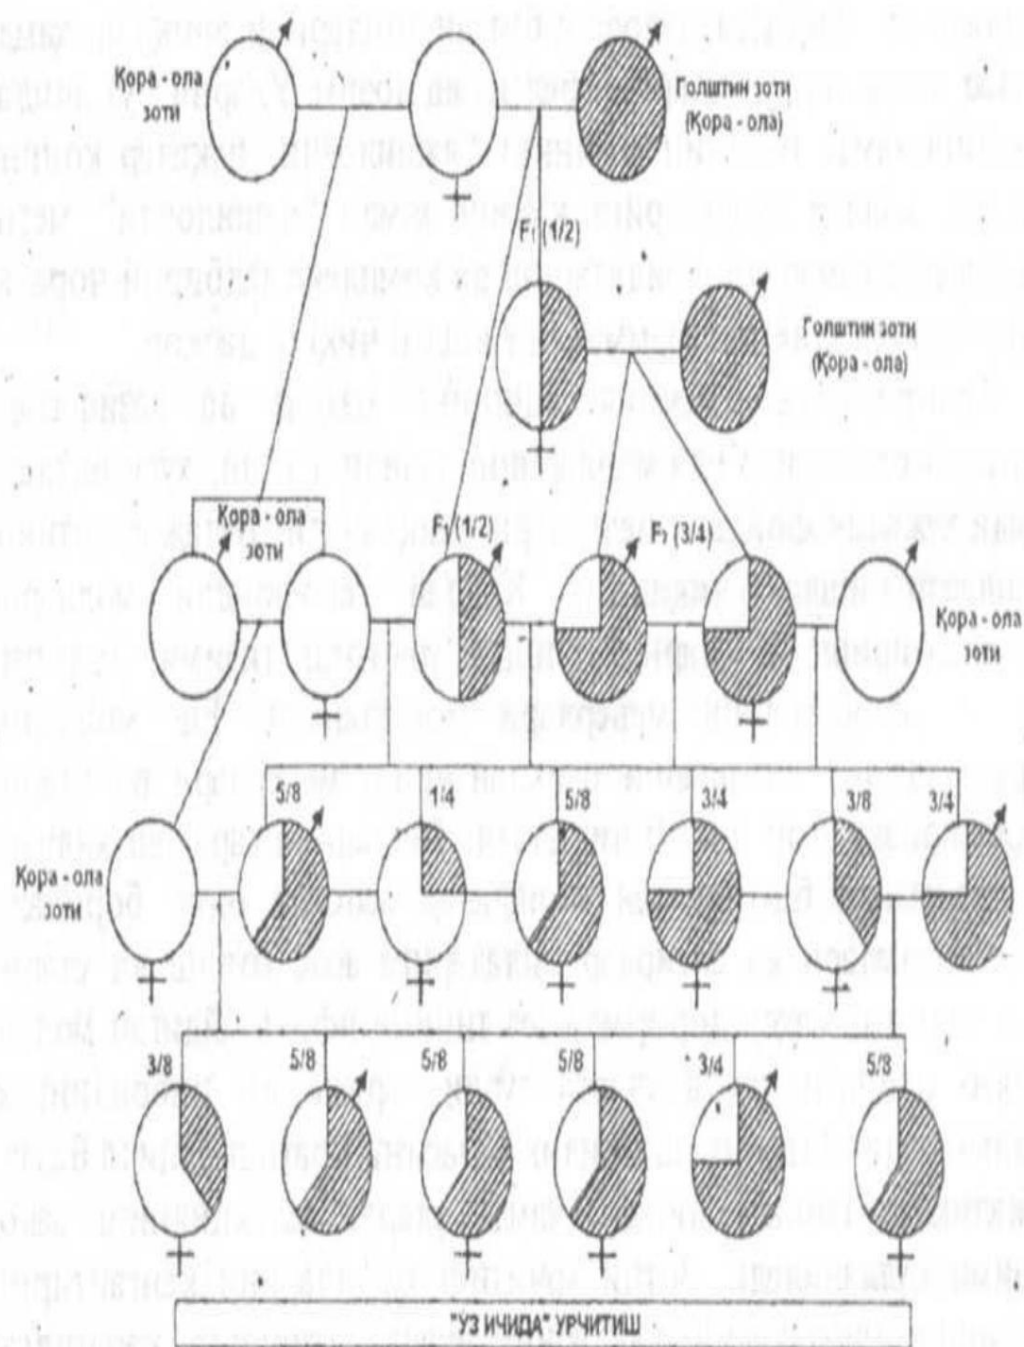 Қора - ола
зоти
Голштин зоти
(Қора - ола)
F₁ (1/2)
Голштин зоти
(Қора - ола)
Қора - ола
зоти
F₁ (1/2)
F₂ (3/4)
Қора - ола
зоти
5/8
1/4
5/8
3/4
3/8
3/4
Қора - ола
зоти
3/8
5/8
5/8
5/8
3/4
5/8
"УЗ ИЧИДА" УРЧИТИШ